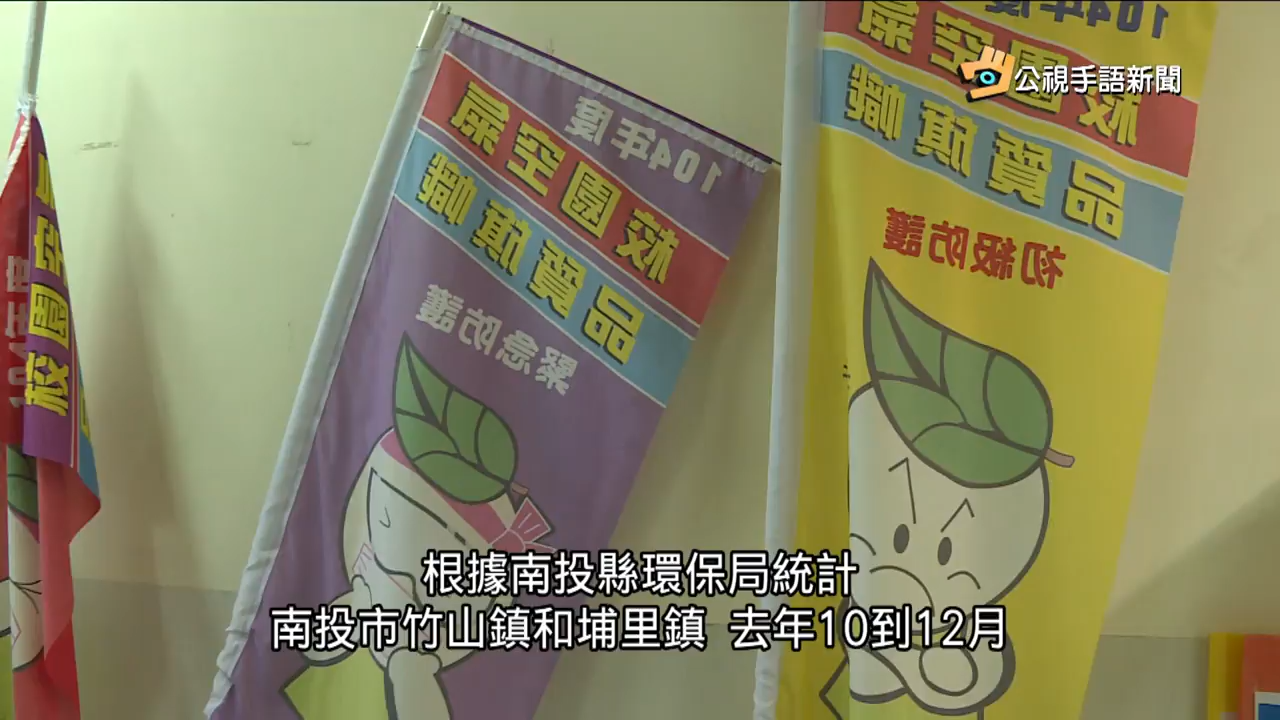 公視手語新聞
104年度
校園空氣
品質旗幟
緊急防護
104年度
校園空氣
品質旗幟
初級防護
校園空
根據南投縣環保局統計
南投市竹山鎮和埔里鎮 去年10到12月